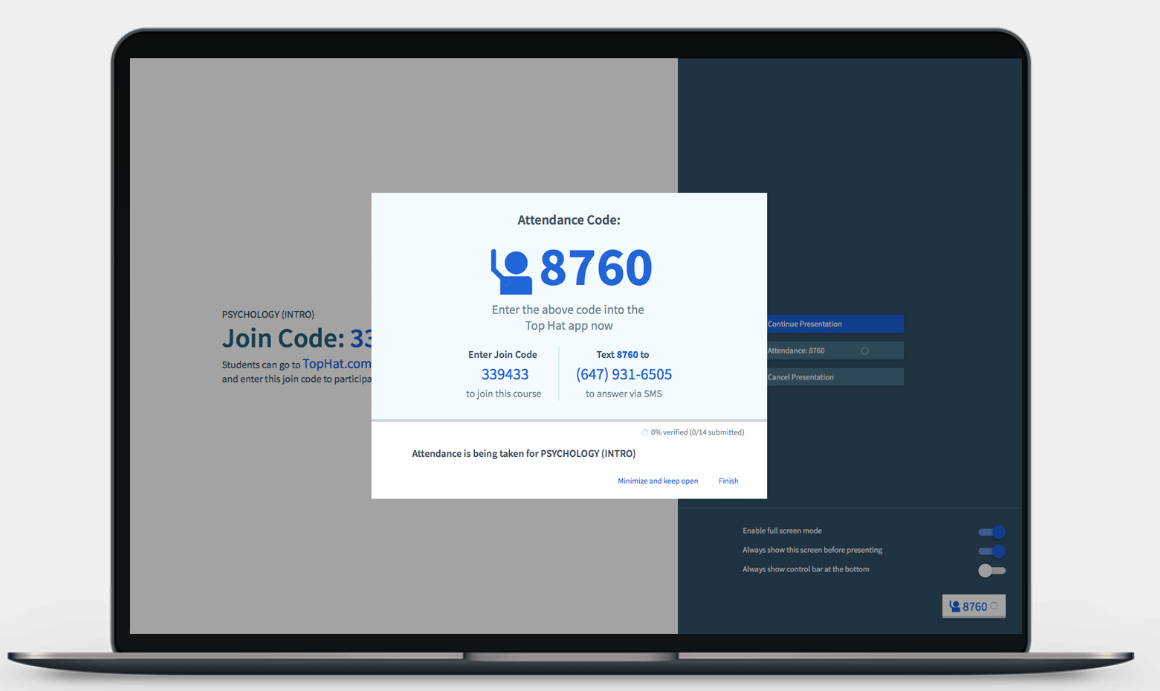 Attendance Code:
8760
Enter the above code into the
Top Hat app now
Enter Join Code
339433
to join this course
Text 8760 to
(647) 931-6505
to answer via SMS
0% verified (0/14 submitted)
Attendance is being taken for PSYCHOLOGY (INTRO)
Minimize and keep open
Finish
PSYCHOLOGY (INTRO)
Join Code: 33
Students can go to TopHat.com
and enter this join code to participa
Continue Presentation
Attendance: 8760
Cancel Presentation
Enable full screen mode
Always show this screen before presenting
Always show control bar at the bottom
8760